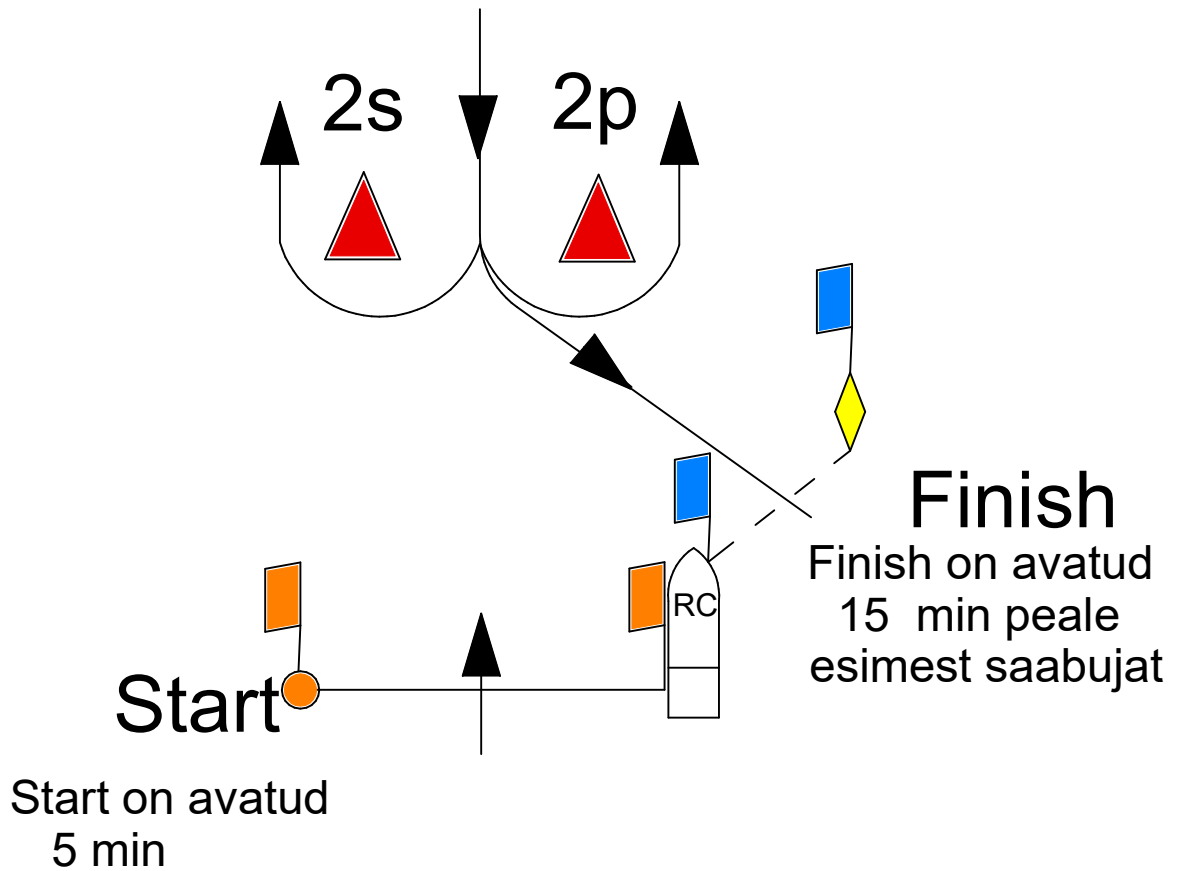 2s
2p
Finish
Finish on avatud
15 min peale
esimest saabujat
RC
Start
Start on avatud
5 min